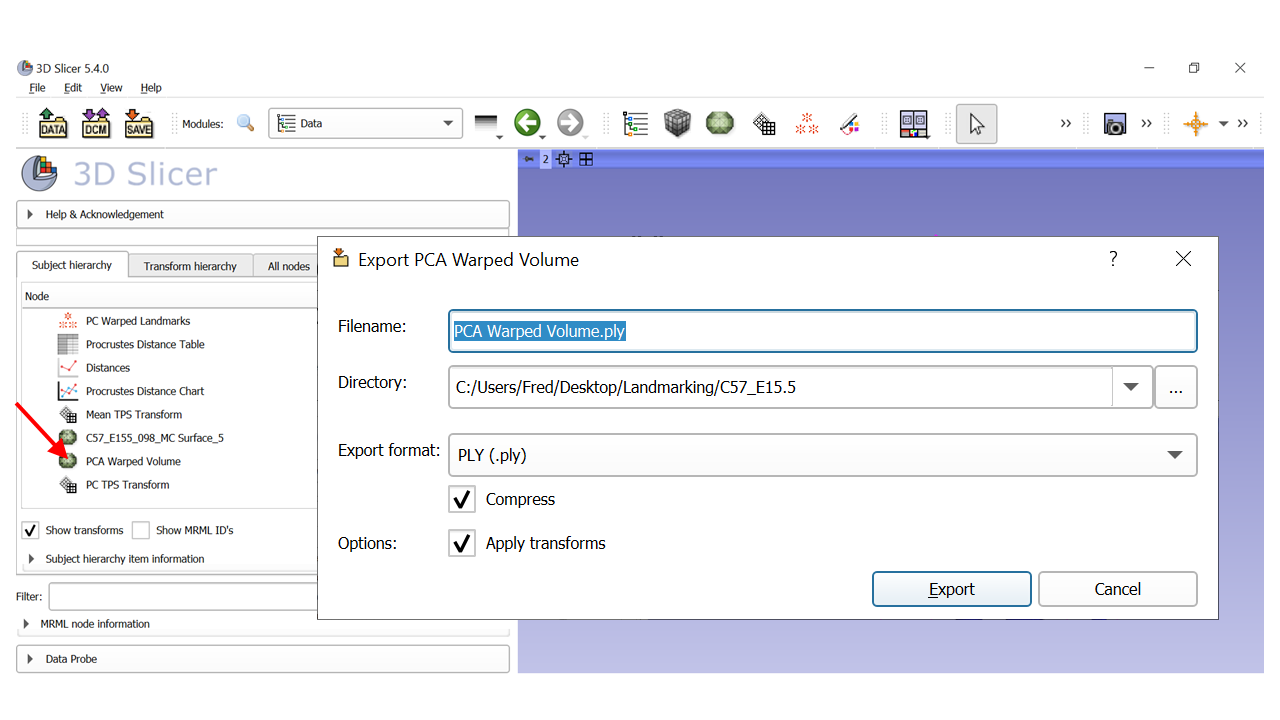 3D Slicer 5.4.0
File Edit View Help
DATA DCM SAVE Modules: Data
3D Slicer
2
Help & Acknowledgement
Subject hierarchy Transform hierarchy All nodes
Node
PC Warped Landmarks
Procrustes Distance Table
Distances
Procrustes Distance Chart
Mean TPS Transform
C57_E155_098_MC Surface_5
PCA Warped Volume
PC TPS Transform
Show transforms Show MRML ID's
Subject hierarchy item information
Filter:
MRML node information
Data Probe
Export PCA Warped Volume ?
Filename: PCA Warped Volume.ply
Directory: C:/Users/Fred/Desktop/Landmarking/C57_E15.5 ...
Export format: PLY (.ply)
Compress
Options: Apply transforms
Export Cancel